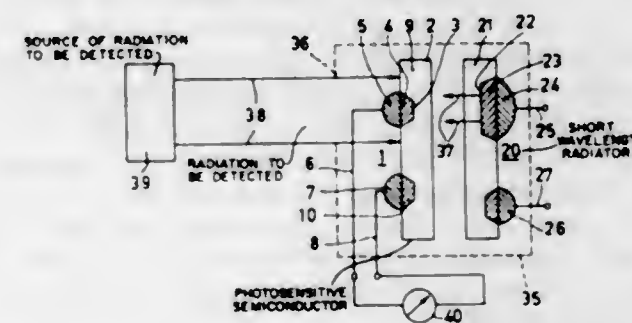 SOURCE OF RADIATION
TO BE DETECTED
36
5 4 9 2 3
21
22
23
24
25
SHORT
WAVELENGTH
RADIATOR
20
37
38
39
RADIATION TO
BE DETECTED
1
6
7
10
8
27
26
PHOTOSENSITIVE
SEMICONDUCTOR
35
40